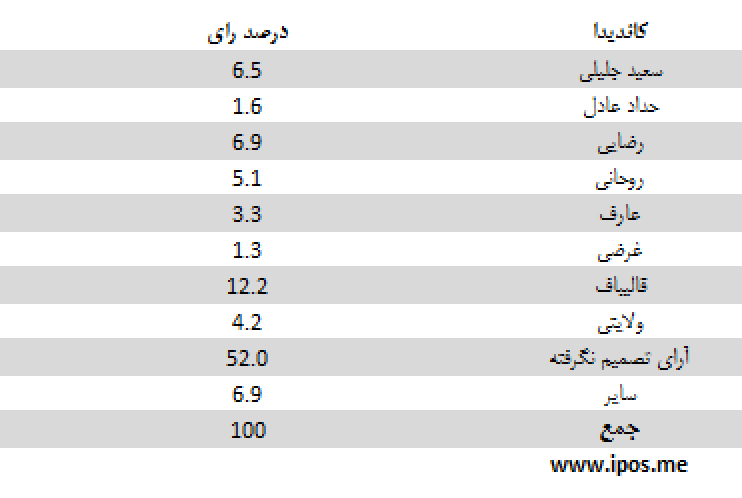 کاندیدا درصد رای
سعید جلیلی 6.5
حداد عادل 1.6
رضایی 6.9
روحانی 5.1
عارف 3.3
غرضی 1.3
قالیباف 12.2
ولایتی 4.2
آرای تصمیم نگرفته 52.0
سایر 6.9
جمع 100
www.ipos.me